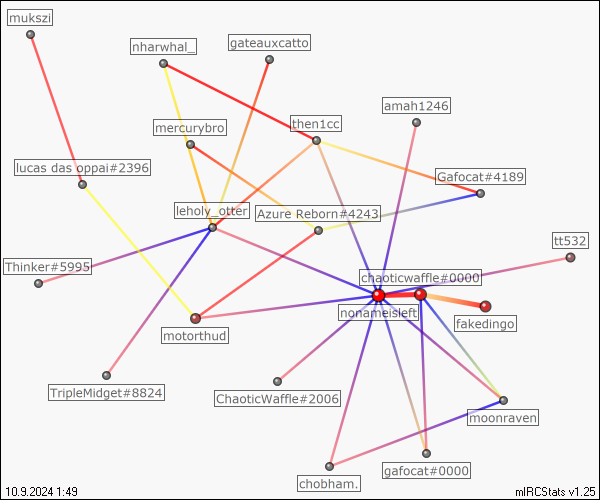 mukszi
nharwhal_
gateauxcatto
amah1246
mercurybro
then1cc
lucas das oppai#2396
Gafocat#4189
leholy_otter
Azure Reborn#4243
tt532
Thinker#5995
chaoticwaffle#0000
nonameisleft
fakedingo
motorthud
TripleMidget#8824
ChaoticWaffle#2006
moonraven
gafocat#0000
chobham.
10.9.2024 1:49
mIRCStats v1.25